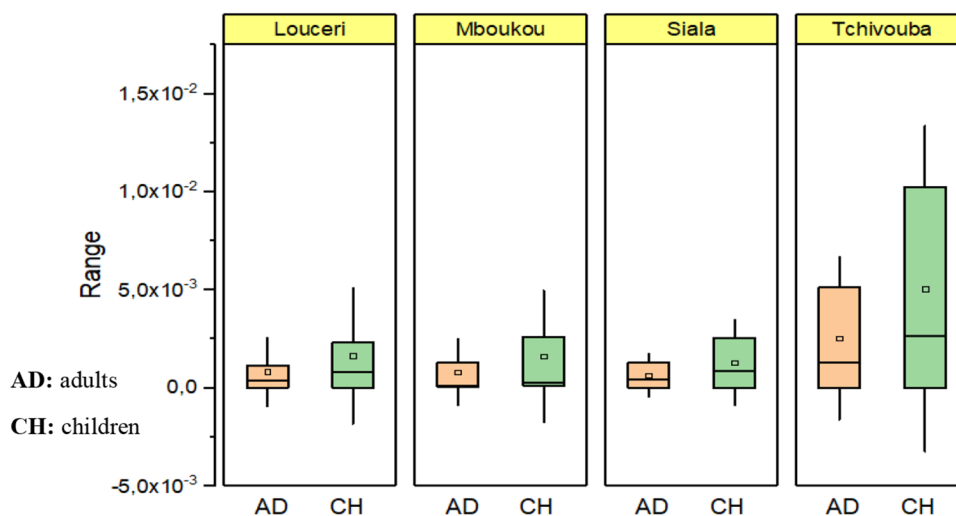 Louceri Mboukou Siala Tchivouba
1,5x10⁻²
1,0x10⁻²
5,0x10⁻³
0,0
-5,0x10⁻³
Range
AD: adults
CH: children
AD CH AD CH AD CH AD CH